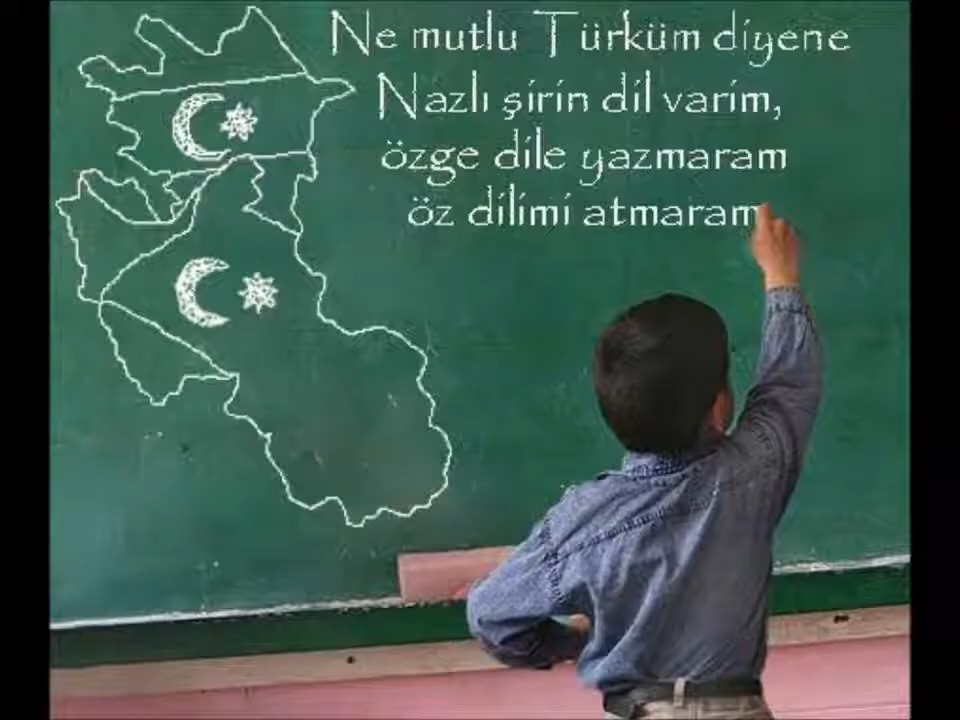 Ne mutlu Türküm diyene
Nazlı şirin dil varim,
özge dile yazmaram
öz dilimi atmaram